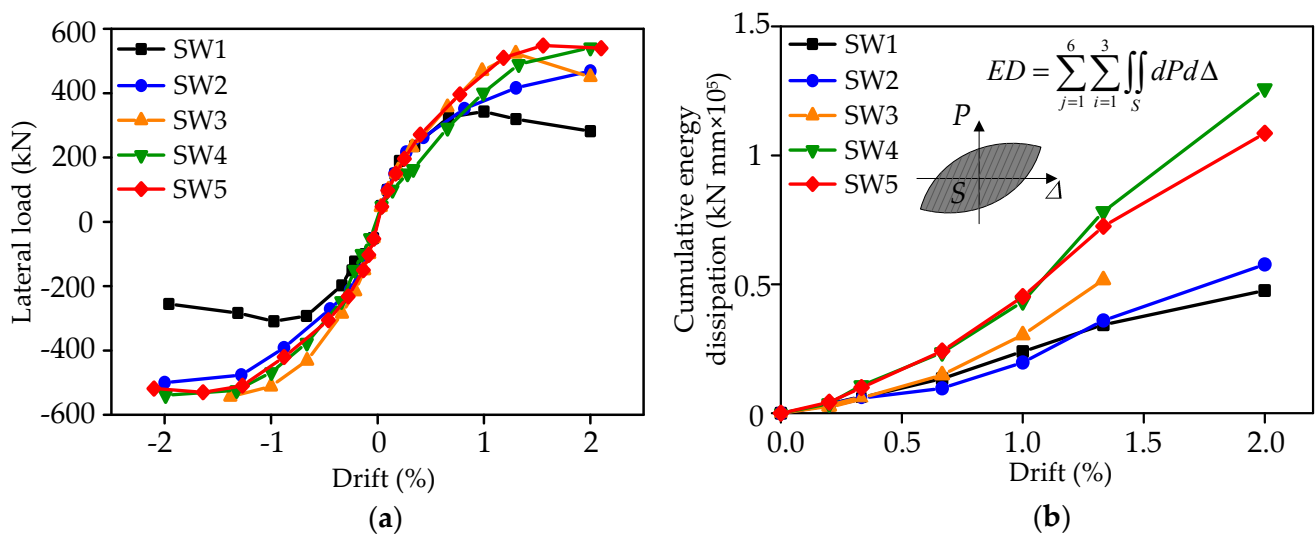 600
400
200
0
-200
-400
-600
Lateral load (kN)
SW1
SW2
SW3
SW4
SW5
-2
-1
0
1
2
Drift (%)
(a)
1.5
1
0.5
0
Cumulative energy
dissipation (kN mm×10⁵)
SW1
SW2
SW3
SW4
SW5
ED = ∑_{j=1}^{6} ∑_{i=1}^{3} ∬_S dPdΔ
P
S
Δ
0.0
0.5
1.0
1.5
2.0
Drift (%)
(b)